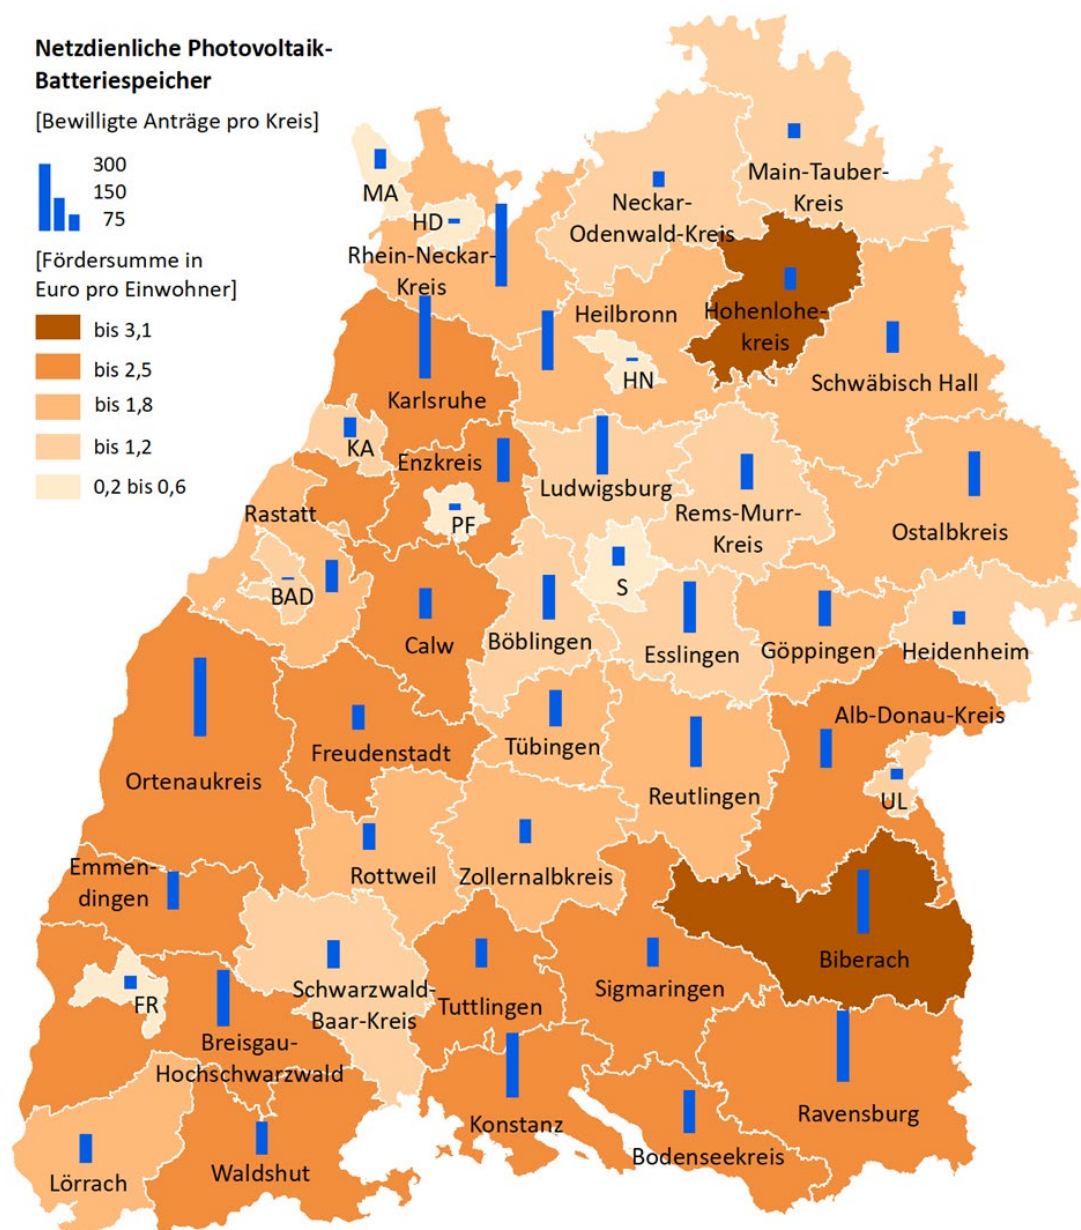 Netzdienliche Photovoltaik-
Batteriespeicher
[Bewilligte Anträge pro Kreis]
300
150
75
[Fördersumme in
Euro pro Einwohner]
bis 3,1
bis 2,5
bis 1,8
bis 1,2
0,2 bis 0,6
MA
HD
Rhein-Neckar-
Kreis
Neckar-
Odenwald-Kreis
Main-Tauber-
Kreis
Heilbronn
HN
Hohenlohe-
kreis
Schwäbisch Hall
Karlsruhe
KA
Enzkreis
PF
Ludwigsburg
Rems-Murr-
Kreis
Ostalbkreis
Rastatt
BAD
Calw
Böblingen
S
Esslingen
Göppingen
Heidenheim
Ortenaukreis
Freudenstadt
Tübingen
Reutlingen
Alb-Donau-Kreis
UL
Emmen-
dingen
Rottweil
Zollernalbkreis
Biberach
FR
Breisgau-
Hochschwarzwald
Schwarzwald-
Baar-Kreis
Tuttlingen
Sigmaringen
Lörrach
Waldshut
Konstanz
Bodenseekreis
Ravensburg